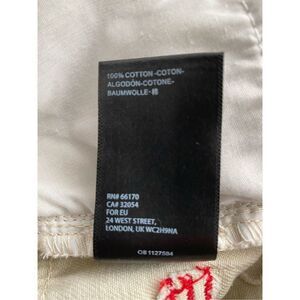 100% COTTON -COTON-
ALGODÓN -COTONE-
BAUMWOLLE- 棉
RN# 66170
CA# 32054
FOR EU
24 WEST STREET,
LONDON, UK WC2H9NA
CB 1127584